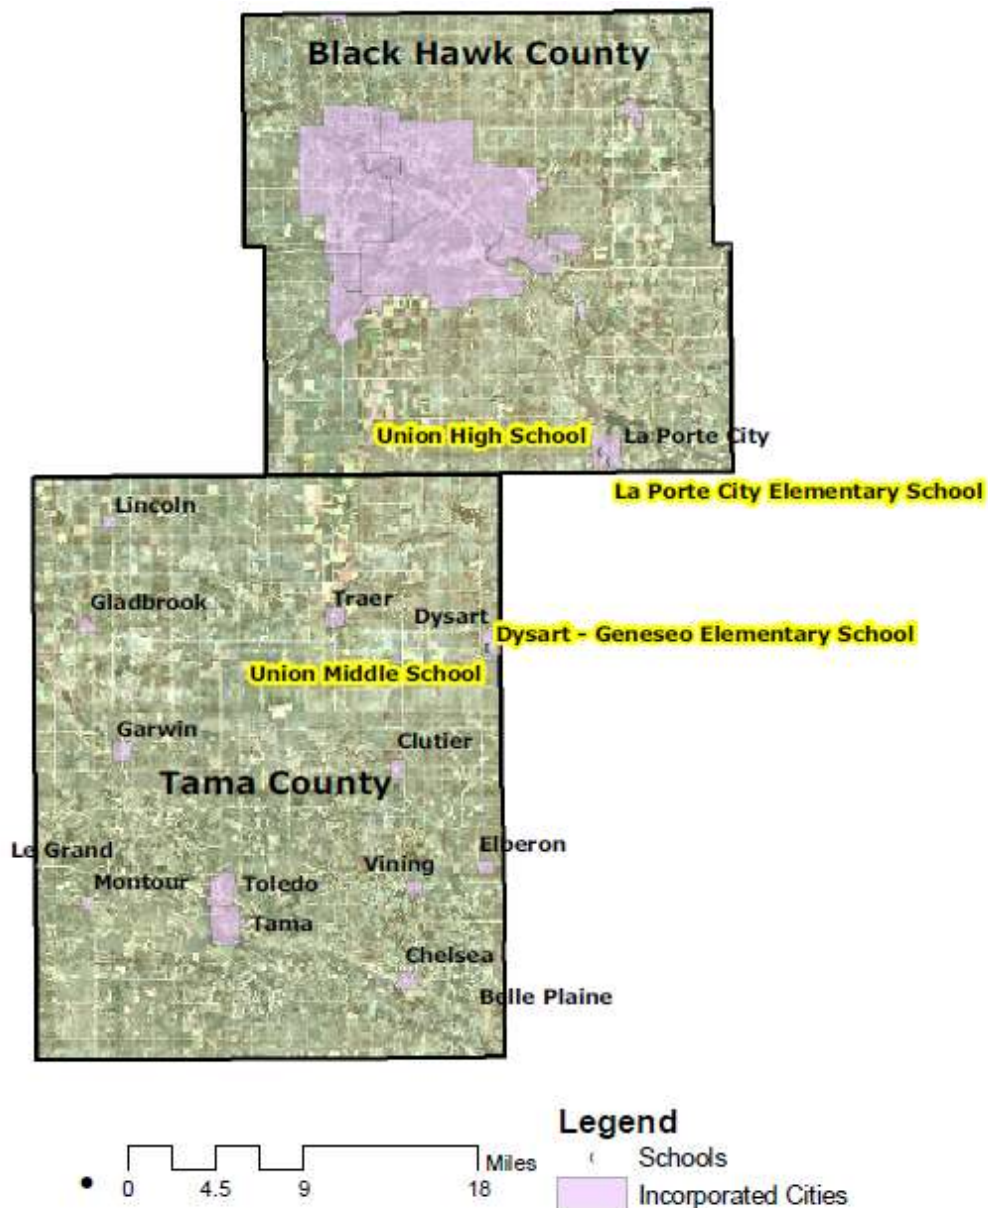 Black Hawk County
Union High School
La Porte City
La Porte City Elementary School
Lincoln
Gladbrook
Traer
Dysart
Dysart - Geneseo Elementary School
Union Middle School
Garwin
Clutier
Tama County
Le Grand
Elberon
Vining
Montour
Toledo
Tama
Chelsea
Belle Plaine
Legend
Miles
0 4.5 9 18
Schools
Incorporated Cities